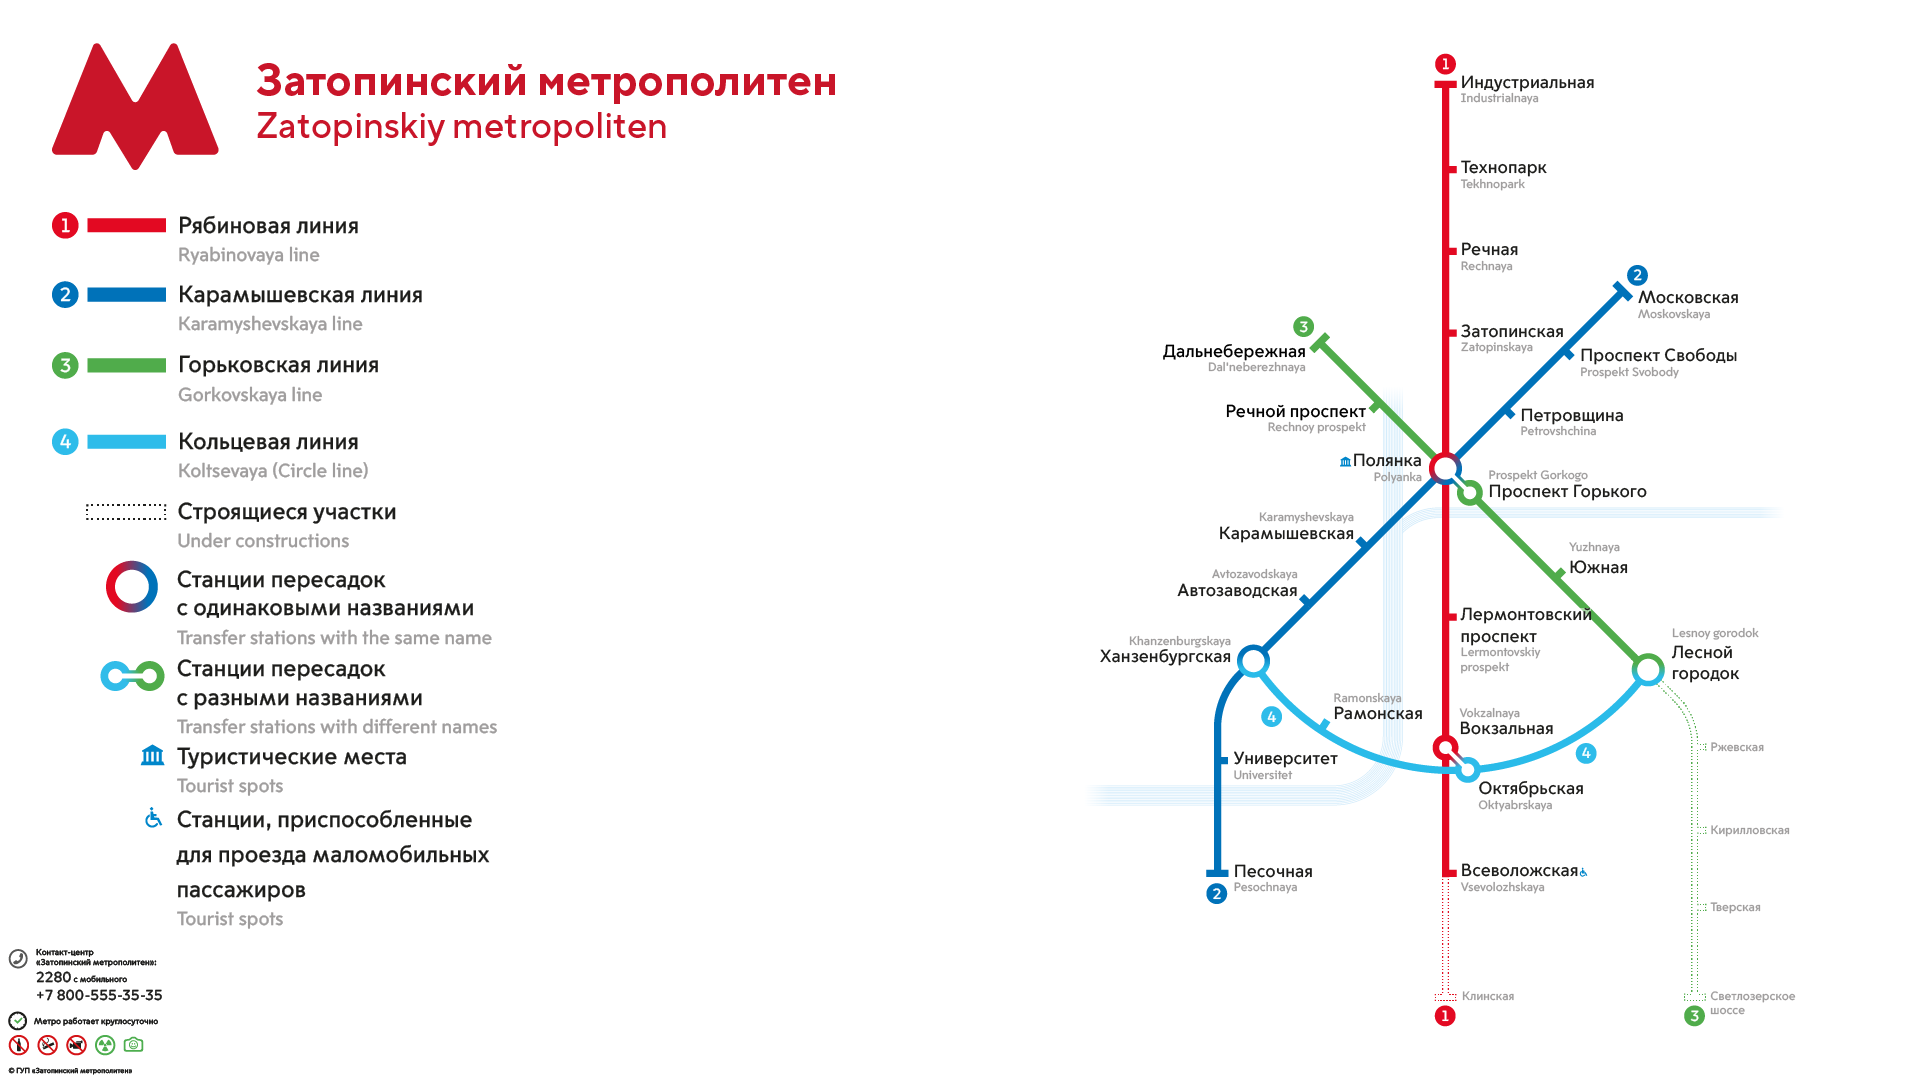 Затопинский метрополитен
Zatopinskiy metropoliten
1
Рябиновая линия
Ryabinovaya line
2
Карамышевская линия
Karamyshevskaya line
3
Горьковская линия
Gorkovskaya line
4
Кольцевая линия
Koltsevaya (Circle line)
Строящиеся участки
Under constructions
Станции пересадок
с одинаковыми названиями
Transfer stations with the same name
Станции пересадок
с разными названиями
Transfer stations with different names
Туристические места
Tourist spots
Станции, приспособленные
для проезда маломобильных
пассажиров
Tourist spots
Контакт-центр
«Затопинский метрополитен»:
2280 с мобильного
+7 800-555-35-35
Метро работает круглосуточно
© ГУП «Затопинский метрополитен»
1
Индустриальная
Industrialnaya
Технопарк
Tekhnopark
Речная
Rechnaya
2
Московская
Moskovskaya
3
Затопинская
Zatopinskaya
Дальнебережная
Dal'neberezhnaya
Проспект Свободы
Prospekt Svobody
Речной проспект
Rechnoy prospekt
Петровщина
Petrovshchina
Полянка
Polyanka
Prospekt Gorkogo
Проспект Горького
Karamyshevskaya
Карамышевская
Yuzhnaya
Южная
Avtozavodskaya
Автозаводская
Лермонтовский
проспект
Lermontovskiy
prospekt
Khanzenburgskaya
Ханзенбургская
Lesnoy gorodok
Лесной
городок
Ramonskaya
Рамонская
4
Vokzalnaya
Вокзальная
4
Ржевская
Университет
Universitet
Октябрьская
Oktyabrskaya
Кирилловская
Песочная
Pesochnaya
2
Всеволожская
Vsevolozhskaya
Тверская
Клинская
1
Светлозерское
шоссе
3